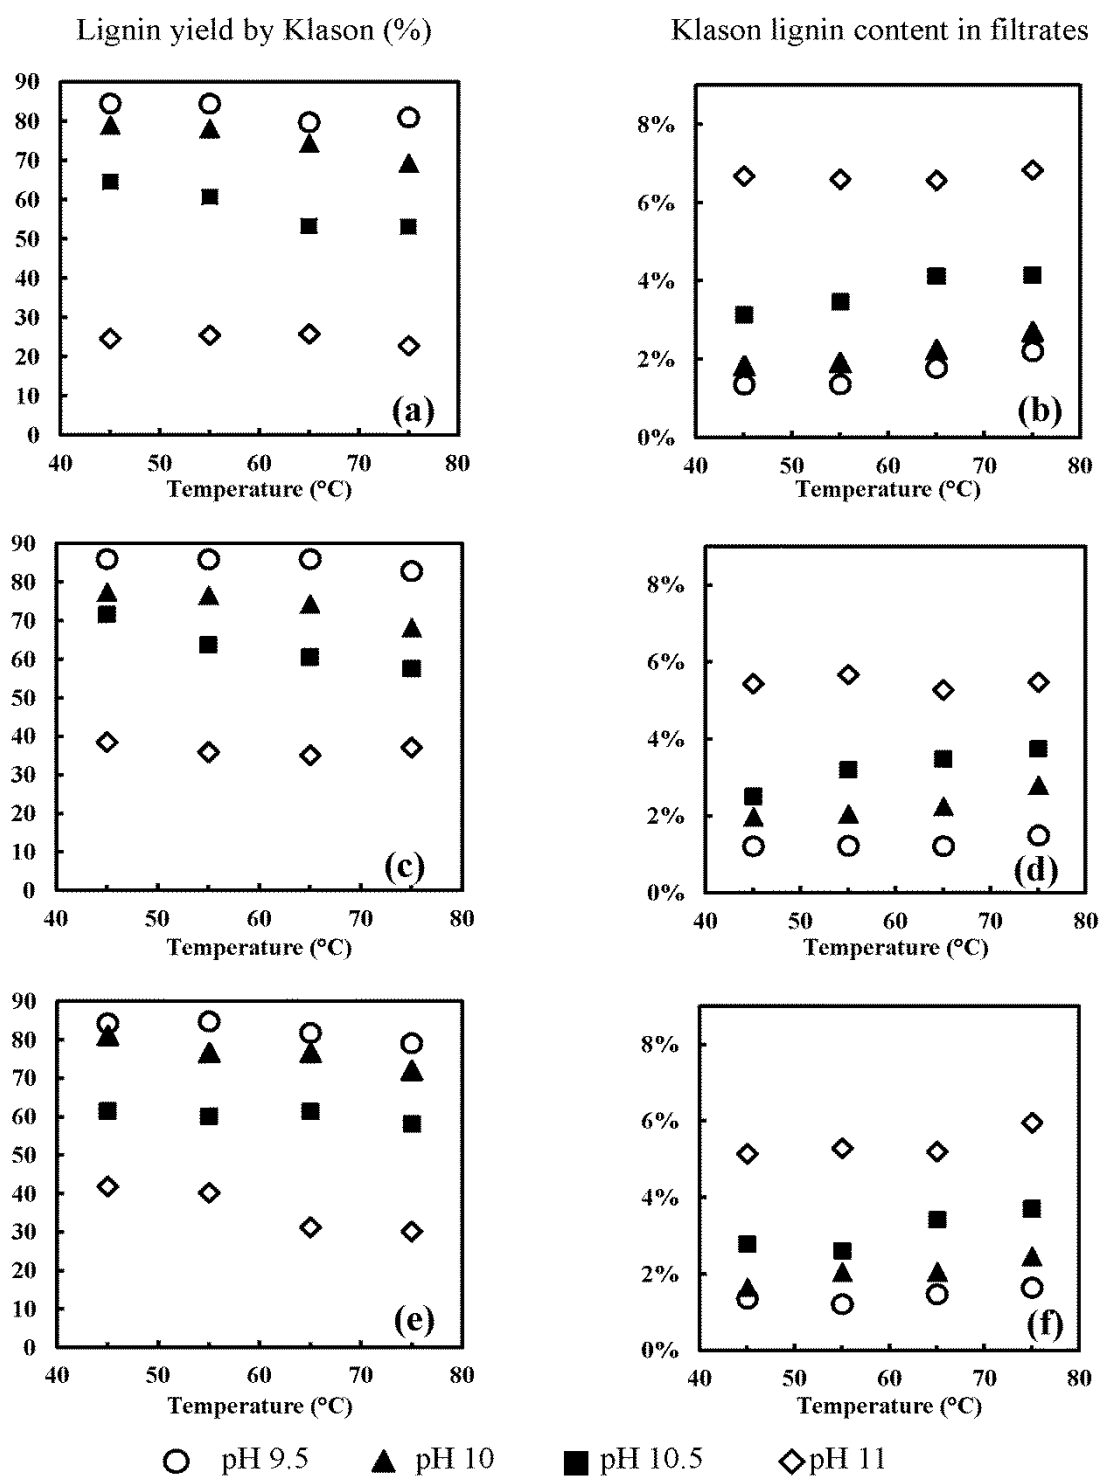 Lignin yield by Klason (%)
Klason lignin content in filtrates
90
80
70
60
50
40
30
20
10
0
40 50 60 70 80
Temperature (°C)
(a)
8%
6%
4%
2%
0%
40 50 60 70 80
Temperature (°C)
(b)
90
80
70
60
50
40
30
20
10
0
40 50 60 70 80
Temperature (°C)
(c)
8%
6%
4%
2%
0%
40 50 60 70 80
Temperature (°C)
(d)
90
80
70
60
50
40
30
20
10
0
40 50 60 70 80
Temperature (°C)
(e)
8%
6%
4%
2%
0%
40 50 60 70 80
Temperature (°C)
(f)
pH 9.5 pH 10 pH 10.5 pH 11